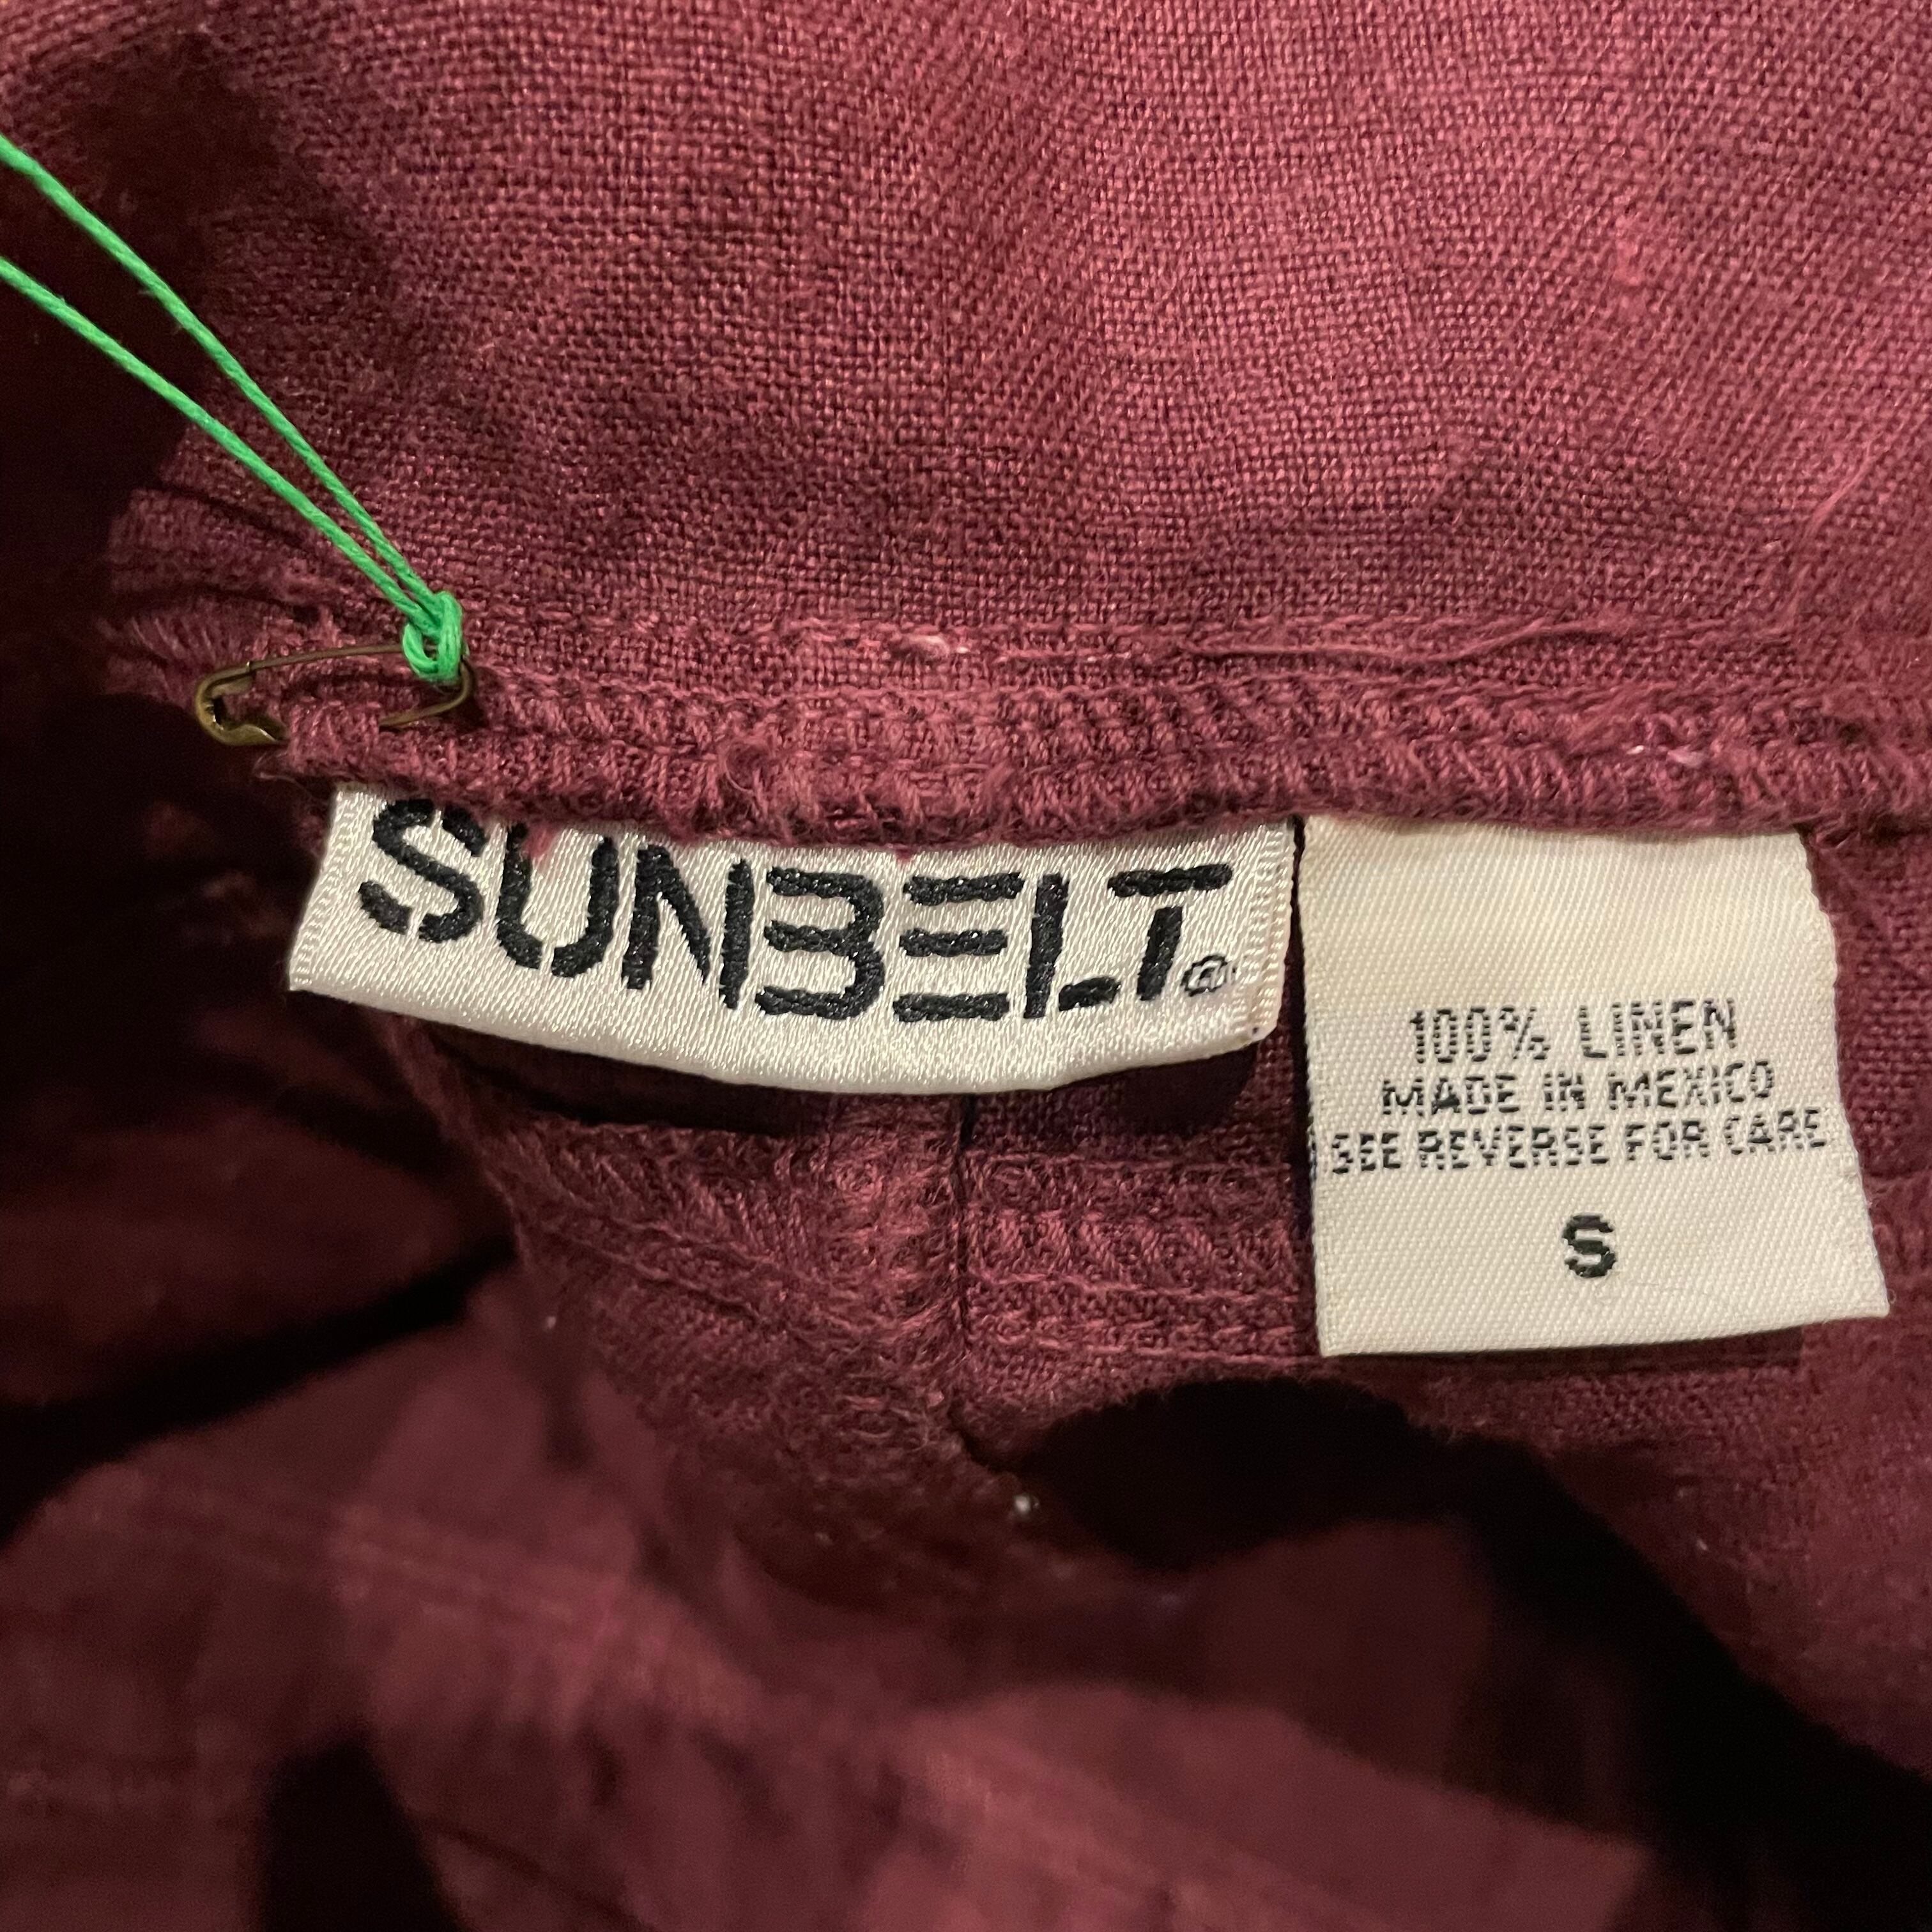 SUNBELT®
100% LINEN
MADE IN MEXICO
SEE REVERSE FOR CARE
S